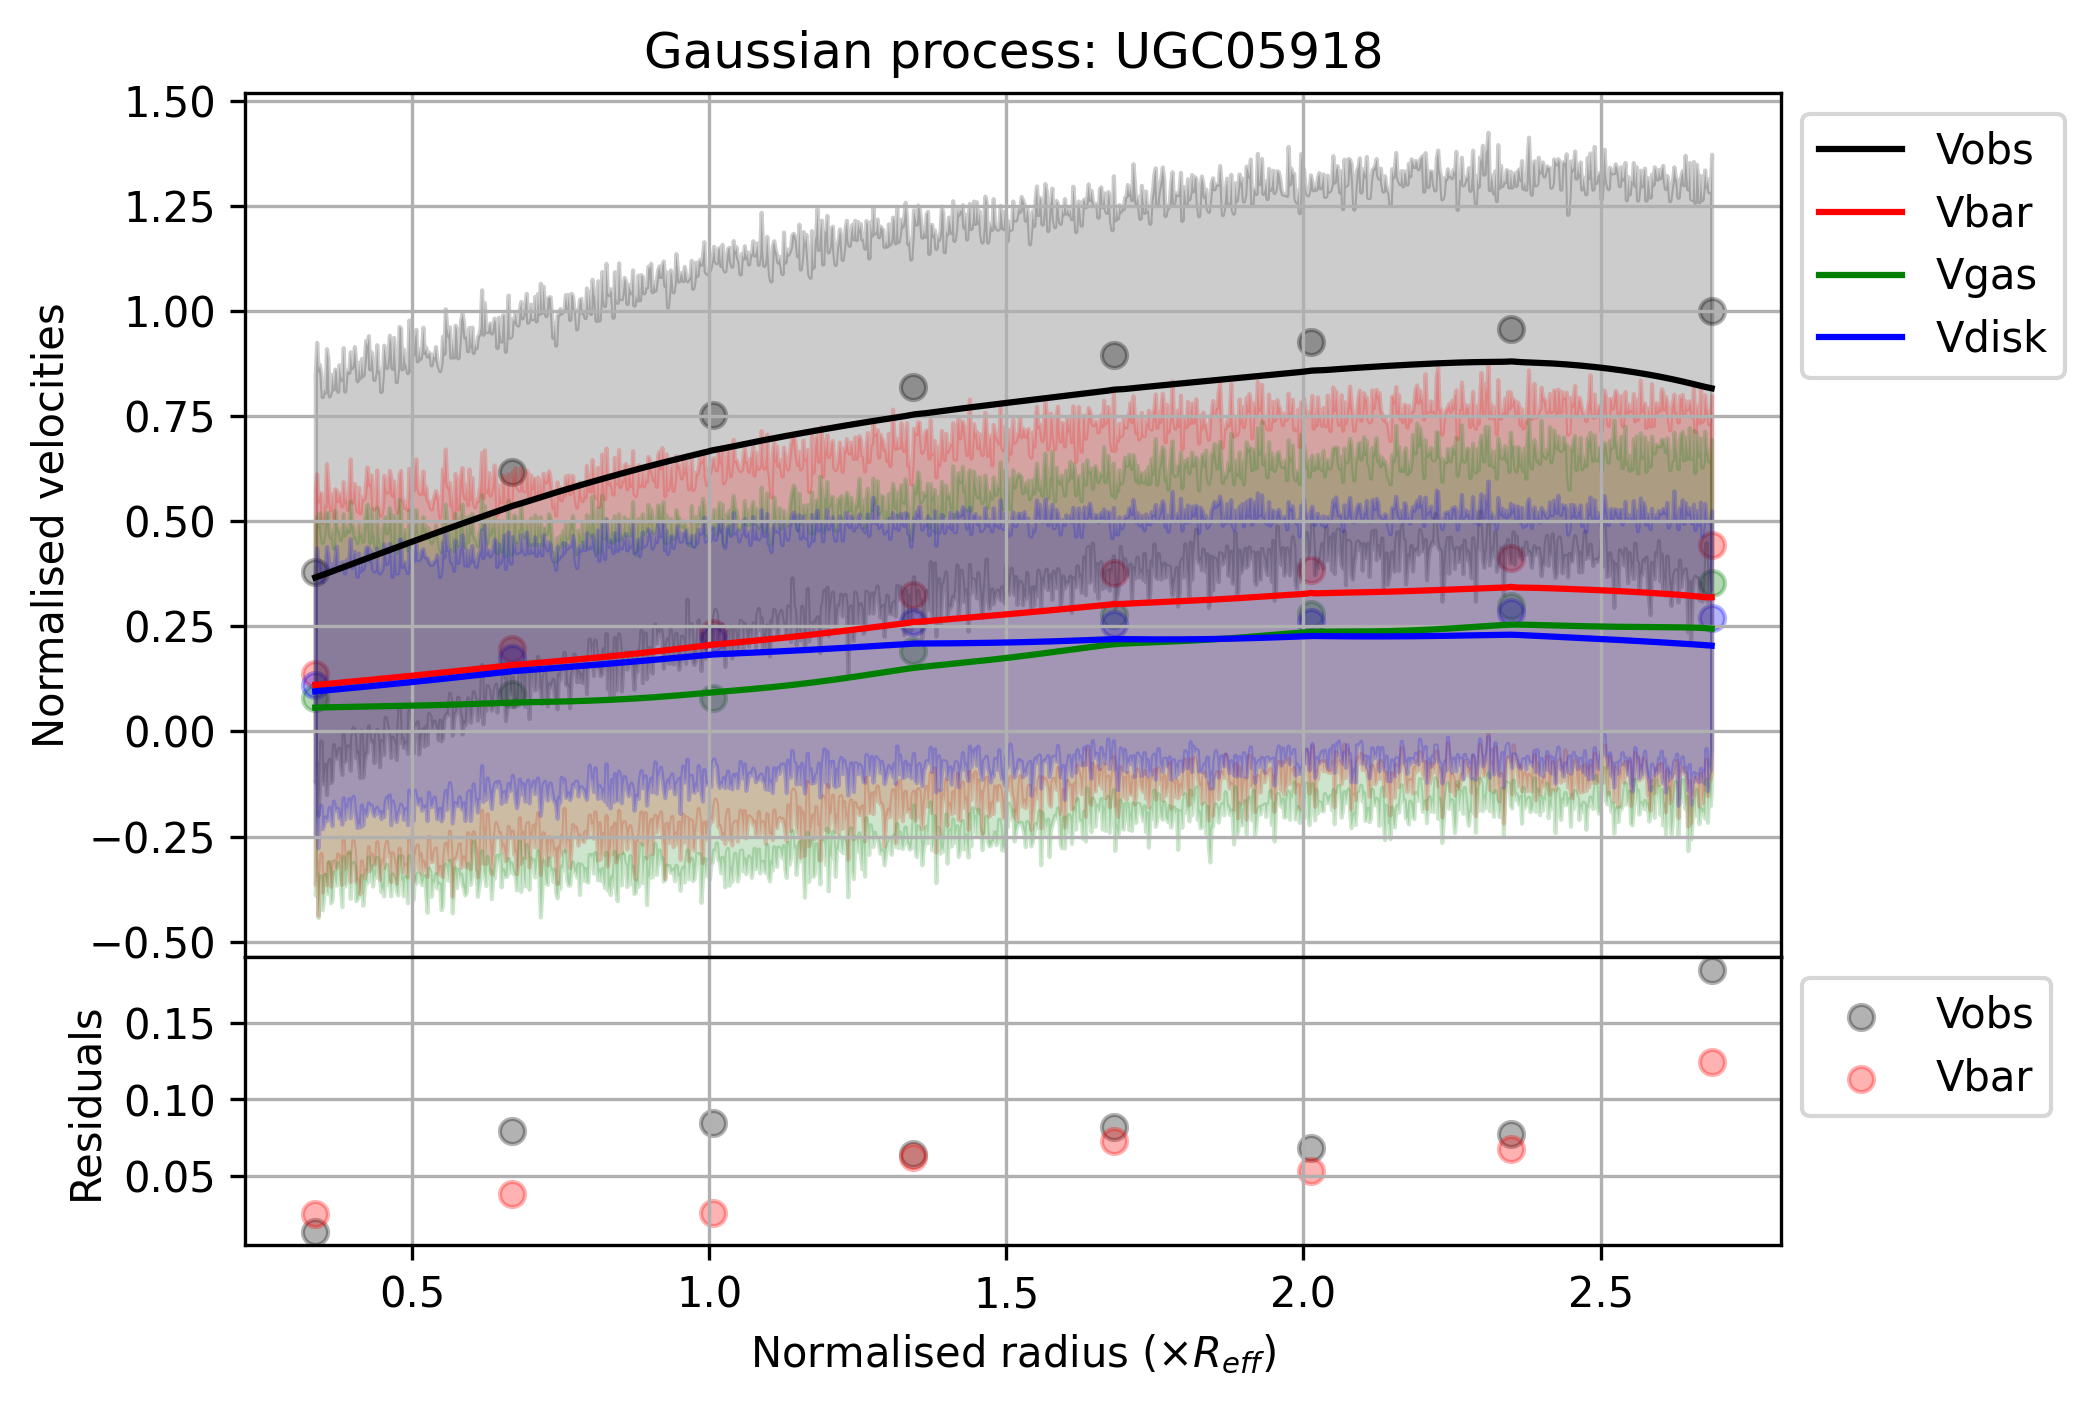 Gaussian process: UGC05918
Normalised velocities
1.50
1.25
1.00
0.75
0.50
0.25
0.00
−0.25
−0.50
Vobs
Vbar
Vgas
Vdisk
Residuals
0.15
0.10
0.05
Vobs
Vbar
0.5 1.0 1.5 2.0 2.5
Normalised radius (×R_eff)